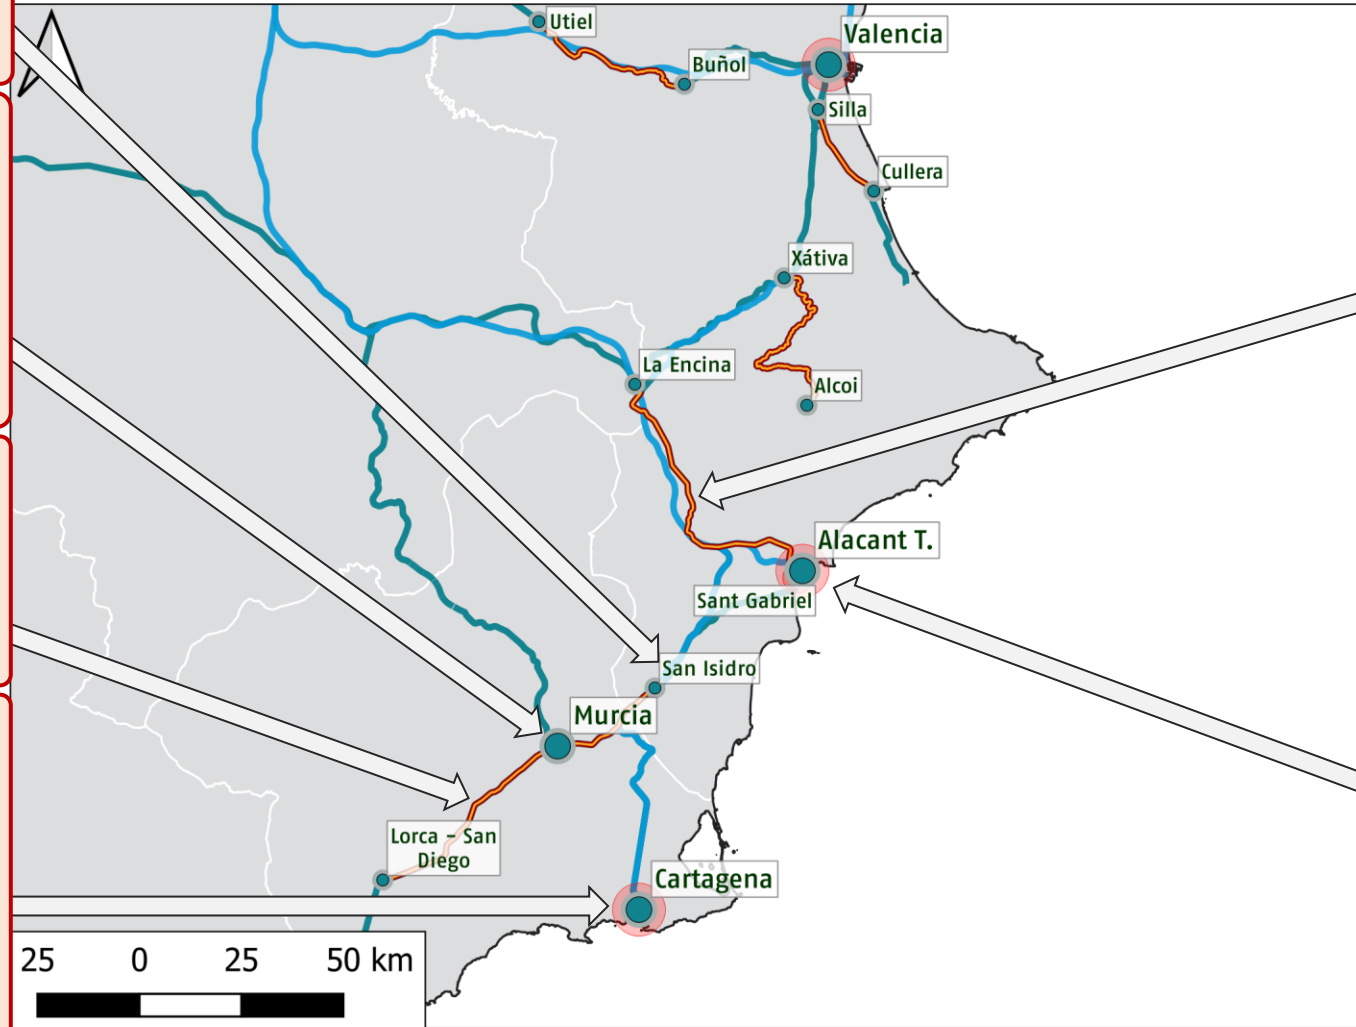 Utiel
Valencia
Buñol
Silla
Cullera
Xátiva
La Encina
Alcoi
Alacant T.
Sant Gabriel
San Isidro
Murcia
Lorca – San
Diego
Cartagena
25 0 25 50 km